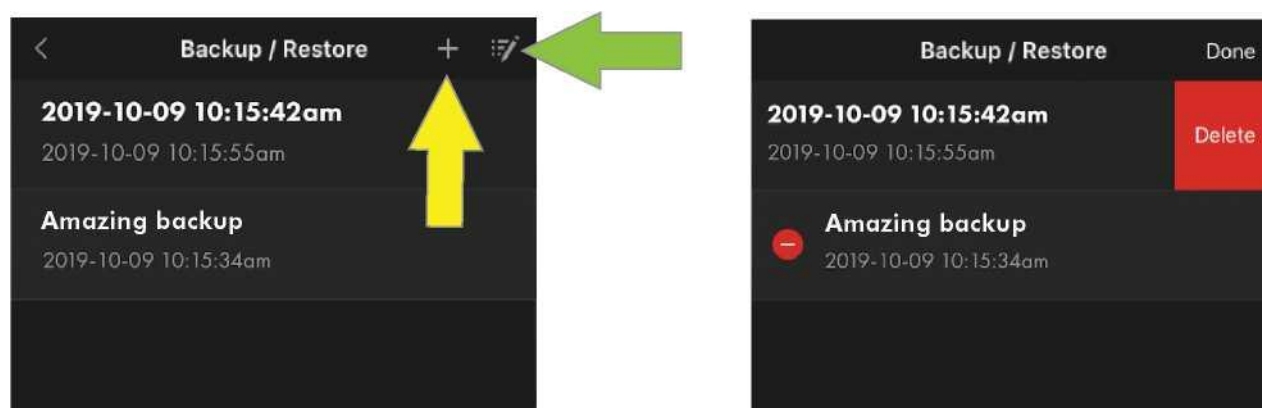 Backup / Restore
2019-10-09 10:15:42am
2019-10-09 10:15:55am
Amazing backup
2019-10-09 10:15:34am
Backup / Restore Done
2019-10-09 10:15:42am
2019-10-09 10:15:55am
Delete
Amazing backup
2019-10-09 10:15:34am